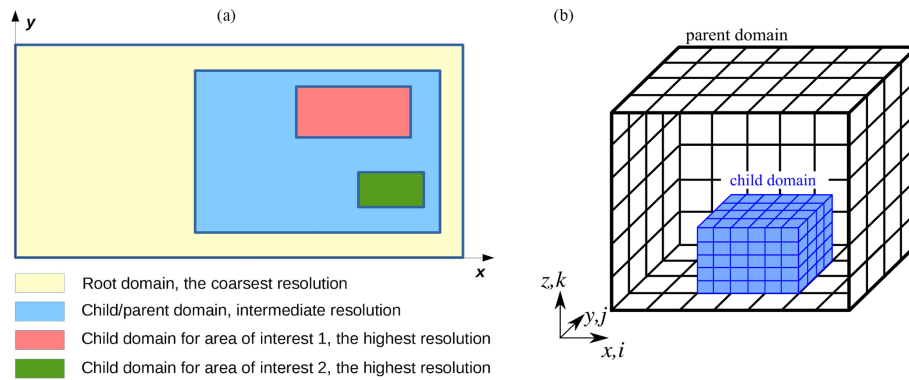 (a)
y
x
Root domain, the coarsest resolution
Child/parent domain, intermediate resolution
Child domain for area of interest 1, the highest resolution
Child domain for area of interest 2, the highest resolution
(b)
parent domain
child domain
z,k
y,j
x,i